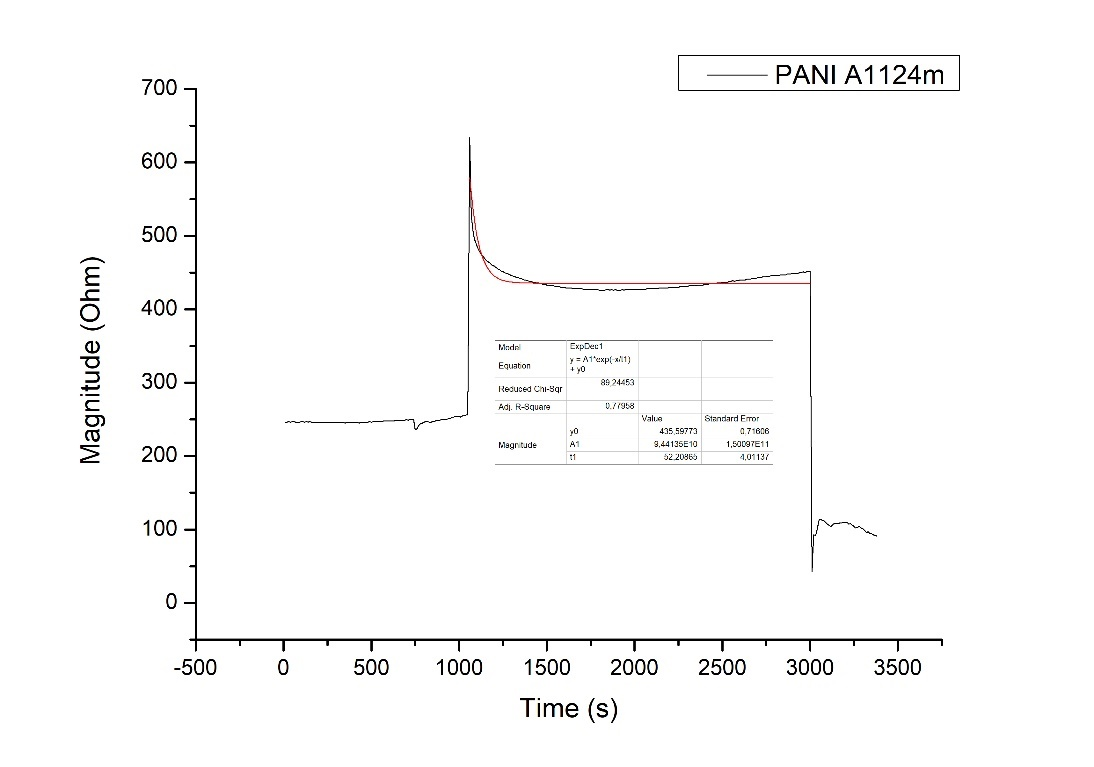 PANI A1124m
700
600
500
400
300
200
100
0
Magnitude (Ohm)
Model ExpDec1
Equation y = A1*exp(-x/t1)
+ y0
Reduced Chi-Sqr 89,24453
Adj. R-Square 0,77958
Value Standard Error
Magnitude y0 435,59773 0,71606
A1 9,44135E10 1,50097E11
t1 52,20865 4,01137
-500 0 500 1000 1500 2000 2500 3000 3500
Time (s)